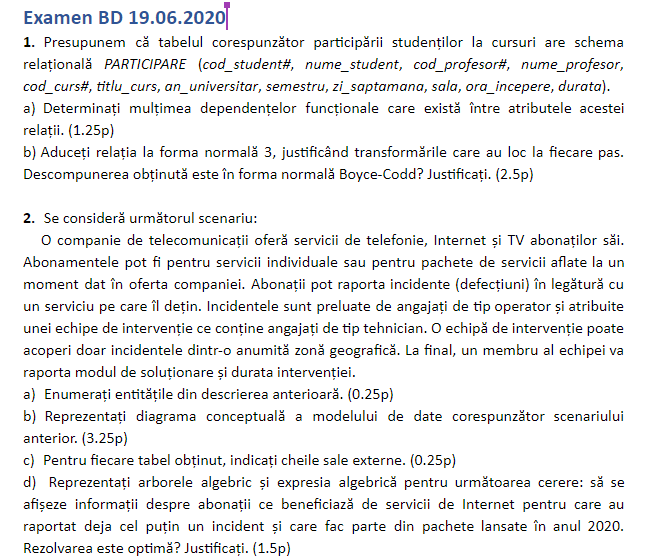 Examen BD 19.06.2020
1. Presupunem că tabelul corespunzător participării studenților la cursuri are schema
relațională PARTICIPARE (cod_student#, nume_student, cod_profesor#, nume_profesor,
cod_curs#, titlu_curs, an_universitar, semestru, zi_saptamana, sala, ora_incepere, durata).
a) Determinați mulțimea dependențelor funcționale care există între atributele acestei
relații. (1.25p)
b) Aduceți relația la forma normală 3, justificând transformările care au loc la fiecare pas.
Descompunerea obținută este în forma normală Boyce-Codd? Justificați. (2.5p)
2. Se consideră următorul scenariu:
O companie de telecomunicații oferă servicii de telefonie, Internet și TV abonaților săi.
Abonamentele pot fi pentru servicii individuale sau pentru pachete de servicii aflate la un
moment dat în oferta companiei. Abonații pot raporta incidente (defecțiuni) în legătură cu
un serviciu pe care îl dețin. Incidentele sunt preluate de angajați de tip operator și atribuite
unei echipe de intervenție ce conține angajați de tip tehnician. O echipă de intervenție poate
acoperi doar incidentele dintr-o anumită zonă geografică. La final, un membru al echipei va
raporta modul de soluționare și durata intervenției.
a) Enumerați entitățile din descrierea anterioară. (0.25p)
b) Reprezentați diagrama conceptuală a modelului de date corespunzător scenariului
anterior. (3.25p)
c) Pentru fiecare tabel obținut, indicați cheile sale externe. (0.25p)
d) Reprezentați arborele algebric și expresia algebrică pentru următoarea cerere: să se
afișeze informații despre abonații ce beneficiază de servicii de Internet pentru care au
raportat deja cel puțin un incident și care fac parte din pachete lansate în anul 2020.
Rezolvarea este optimă? Justificați. (1.5p)